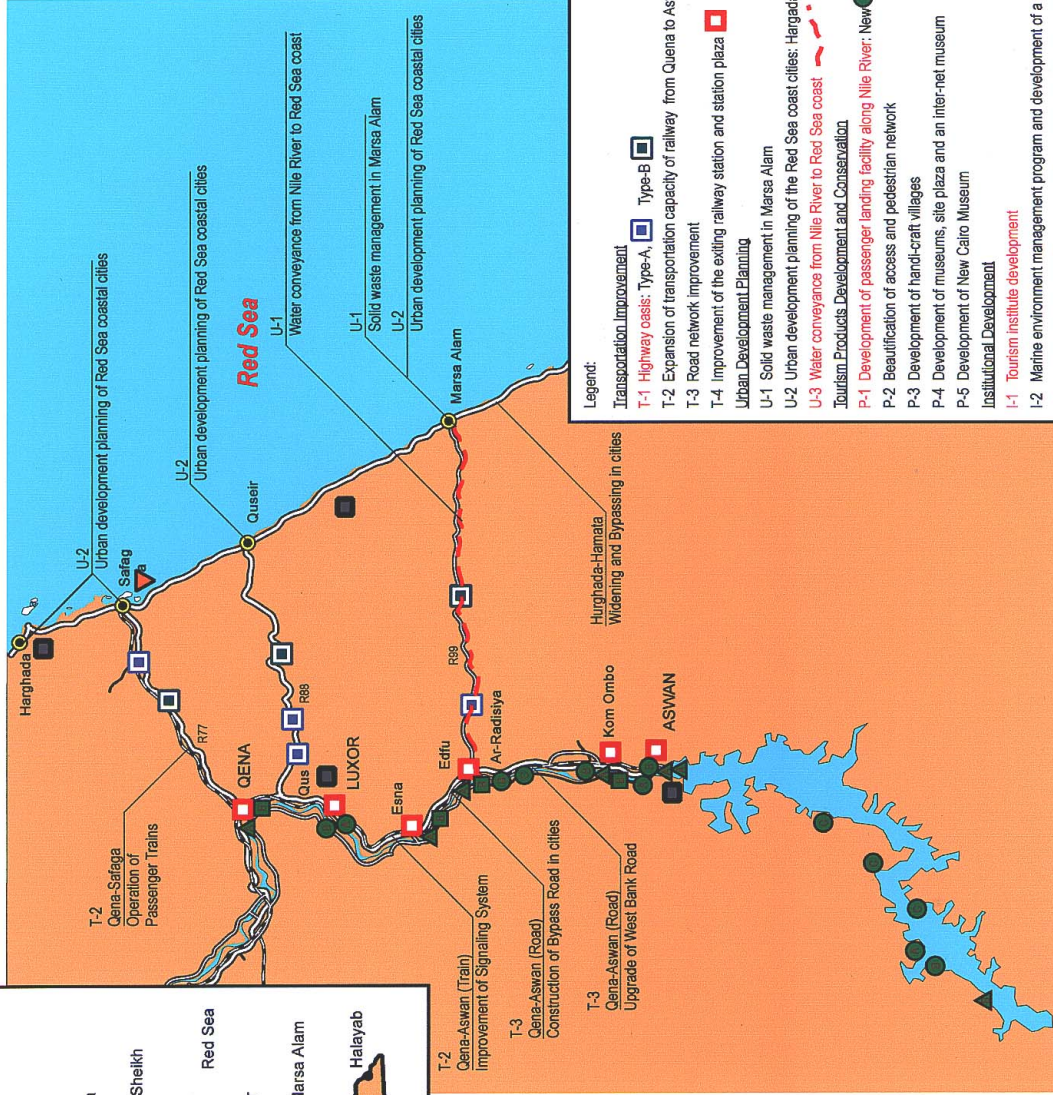 Harghada
U-2
Urban development planning of Red Sea coastal cities
Safag
a
U-2
Urban development planning of Red Sea coastal cities
Quseir
Red Sea
U-1
Water conveyance from Nile River to Red Sea coast
U-1
Solid waste management in Marsa Alam
U-2
Urban development planning of Red Sea coastal cities
Marsa Alam
T-2
Qena-Safaga
Operation of
Passenger Trains
R77
QENA
Qus
R88
LUXOR
Esna
Edfu
Ar-Radisiya
R99
Hurghada-Hamata
Widening and Bypassing in cities
Kom Ombo
ASWAN
T-2
Qena-Aswan (Train)
Improvement of Signaling System
T-3
Qena-Aswan (Road)
Construction of Bypass Road in cities
T-3
Qena-Aswan (Road)
Upgrade of West Bank Road
Sheikh
Red Sea
Marsa Alam
Halayab
Legend:
Transportation Improvement
T-1 Highway oasis: Type-A, Type-B
T-2 Expansion of transportation capacity of railway from Quena to As
T-3 Road network improvement
T-4 Improvement of the exiting railway station and station plaza
Urban Development Planning
U-1 Solid waste management in Marsa Alam
U-2 Urban development planning of the Red Sea coast cities: Hargada
U-3 Water conveyance from Nile River to Red Sea coast
Tourism Products Development and Conservation
P-1 Development of passenger landing facility along Nile River: New
P-2 Beautification of access and pedestrian network
P-3 Development of handi-craft villages
P-4 Development of museums, site plaza and an inter-net museum
P-5 Development of New Cairo Museum
Institutional Development
I-1 Tourism institute development
I-2 Marine environment management program and development of a